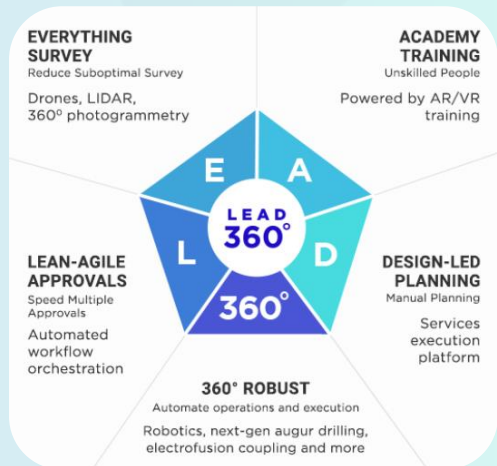 EVERYTHING
SURVEY
Reduce Suboptimal Survey
Drones, LIDAR,
360° photogrammetry
ACADEMY
TRAINING
Unskilled People
Powered by AR/VR
training
E
A
LEAD
360°
L
D
360°
LEAN-AGILE
APPROVALS
Speed Multiple
Approvals
Automated
workflow
orchestration
DESIGN-LED
PLANNING
Manual Planning
Services
execution
platform
360° ROBUST
Automate operations and execution
Robotics, next-gen augur drilling,
electrofusion coupling and more